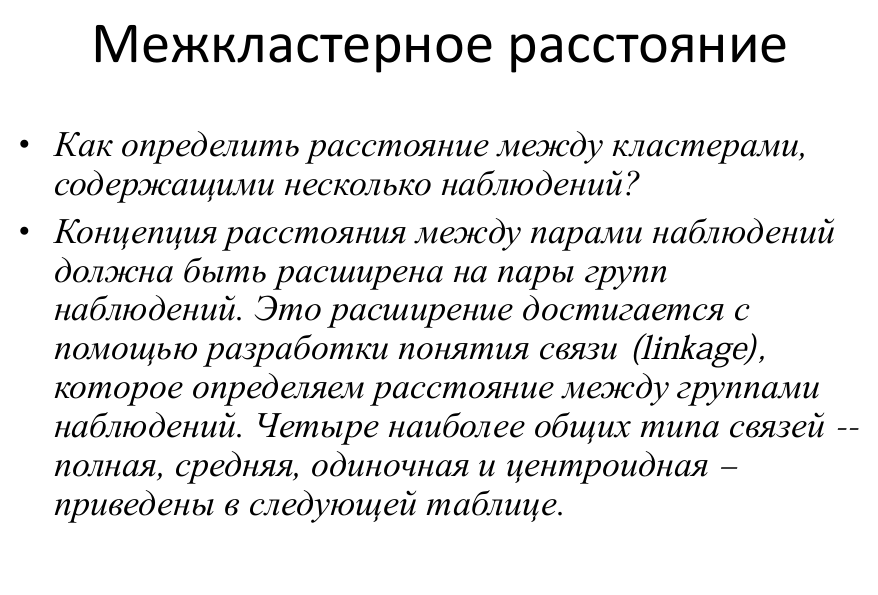 Межкластерное расстояние
• Как определить расстояние между кластерами,
содержащими несколько наблюдений?
• Концепция расстояния между парами наблюдений
должна быть расширена на пары групп
наблюдений. Это расширение достигается с
помощью разработки понятия связи (linkage),
которое определяем расстояние между группами
наблюдений. Четыре наиболее общих типа связей --
полная, средняя, одиночная и центроидная –
приведены в следующей таблице.